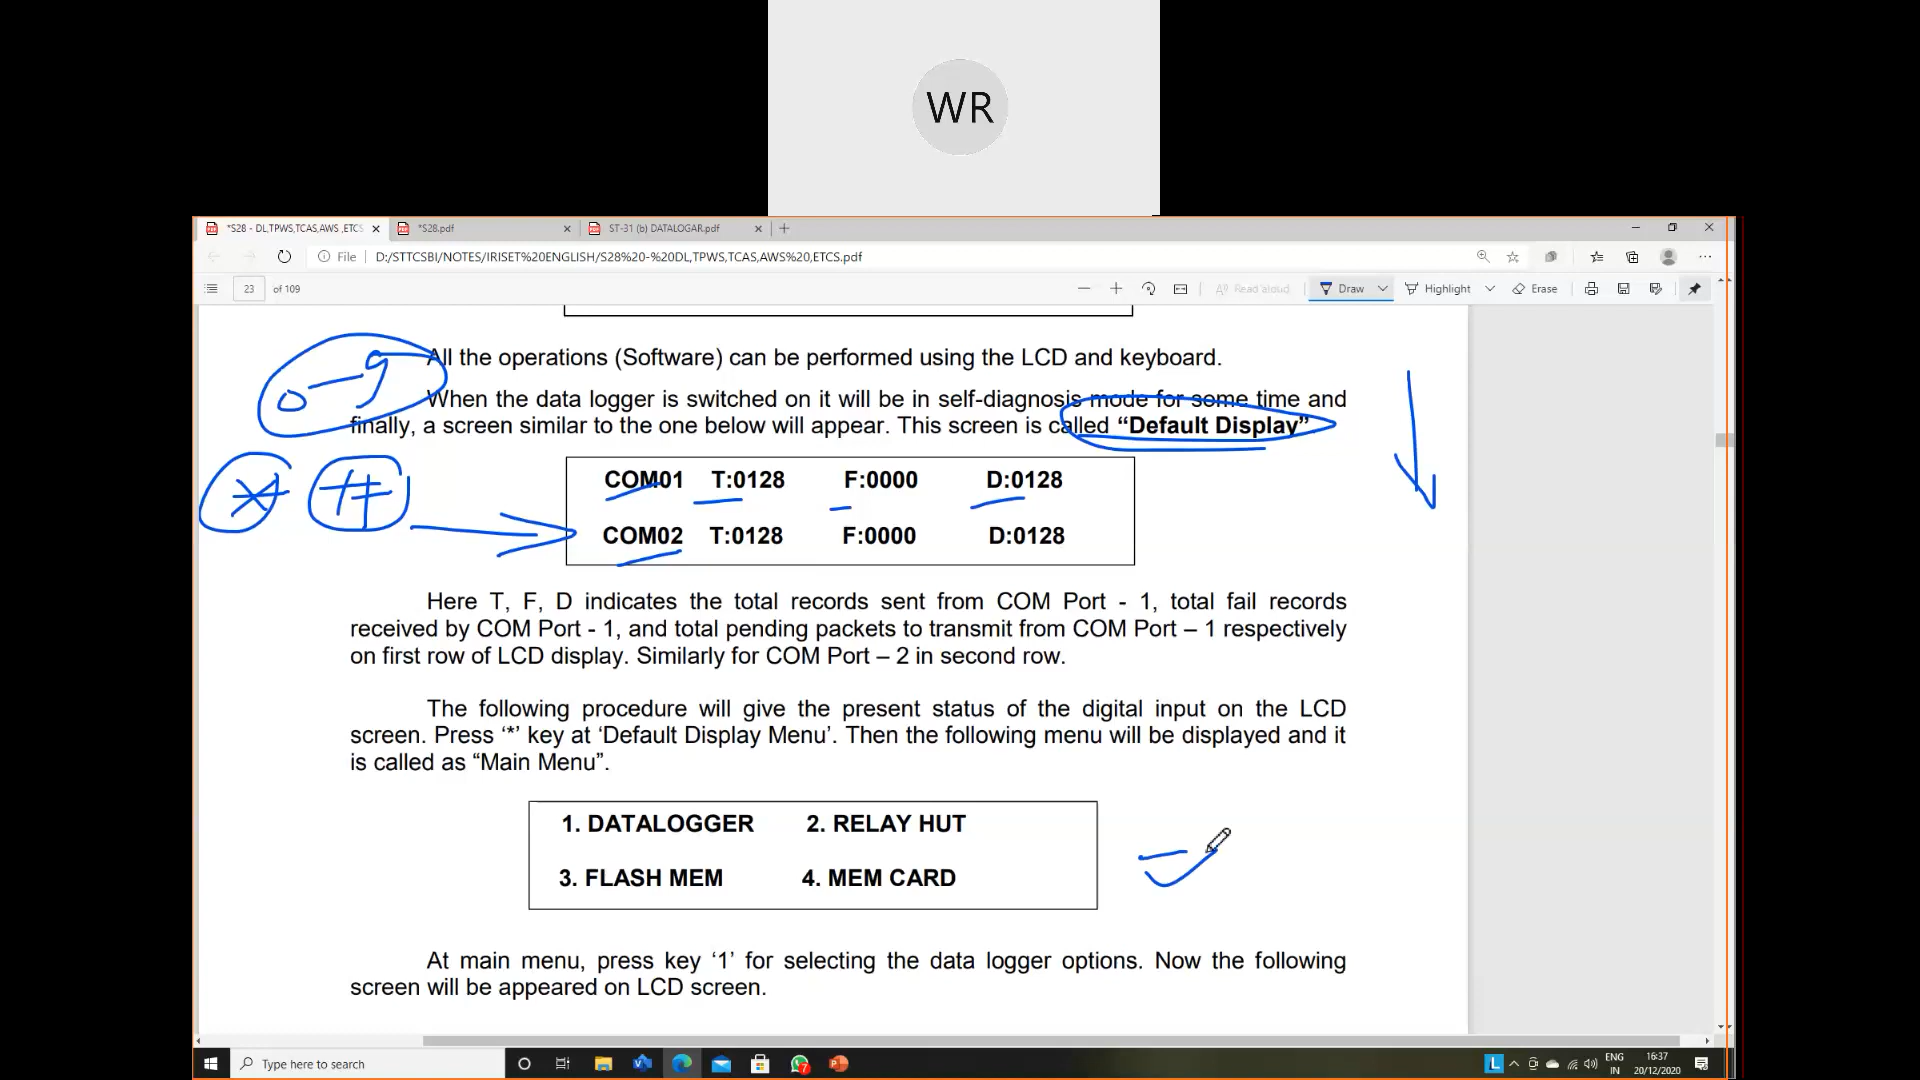 WR
*S28 - DL,TPWS,TCAS,AWS ,ETCS
*S28.pdf
ST-31 (b) DATALOGAR.pdf
File D:/STTCSBI/NOTES/IRISET%20ENGLISH/S28%20-%20DL,TPWS,TCAS,AWS%20,ETCS.pdf
23 of 109
Read aloud Draw Highlight Erase
0-9
All the operations (Software) can be performed using the LCD and keyboard.
When the data logger is switched on it will be in self-diagnosis mode for some time and
finally, a screen similar to the one below will appear. This screen is called “Default Display”
* #
COM01 T:0128 F:0000 D:0128
COM02 T:0128 F:0000 D:0128
Here T, F, D indicates the total records sent from COM Port - 1, total fail records
received by COM Port - 1, and total pending packets to transmit from COM Port – 1 respectively
on first row of LCD display. Similarly for COM Port – 2 in second row.
The following procedure will give the present status of the digital input on the LCD
screen. Press ‘*’ key at ‘Default Display Menu’. Then the following menu will be displayed and it
is called as “Main Menu”.
1. DATALOGGER 2. RELAY HUT
3. FLASH MEM 4. MEM CARD
At main menu, press key ‘1’ for selecting the data logger options. Now the following
screen will be appeared on LCD screen.
Type here to search
7
L
ENG
IN
16:37
20/12/2020